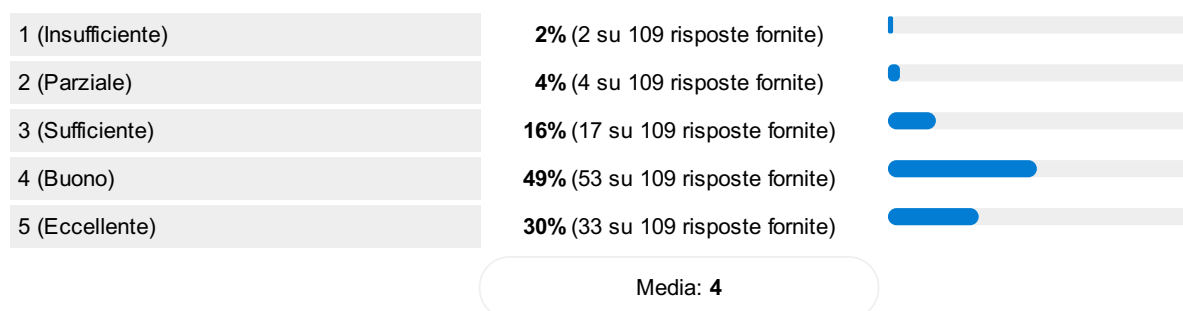 1 (Insufficiente) 2% (2 su 109 risposte fornite)
2 (Parziale) 4% (4 su 109 risposte fornite)
3 (Sufficiente) 16% (17 su 109 risposte fornite)
4 (Buono) 49% (53 su 109 risposte fornite)
5 (Eccellente) 30% (33 su 109 risposte fornite)
Media: 4